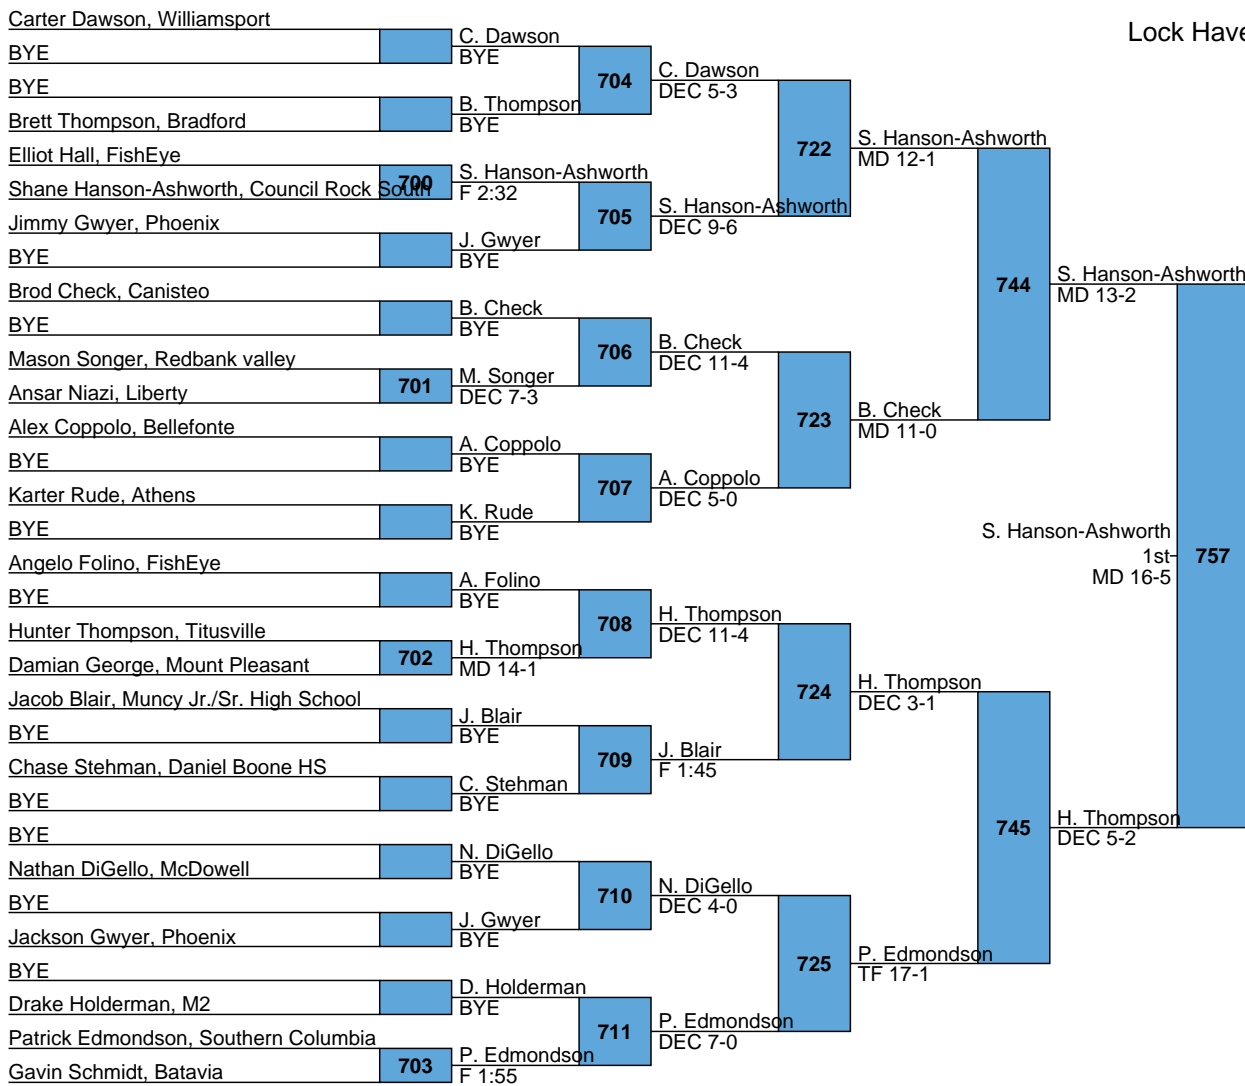 Lock Have
Carter Dawson, Williamsport
BYE
BYE
Brett Thompson, Bradford
Elliot Hall, FishEye
Shane Hanson-Ashworth, Council Rock South
Jimmy Gwyer, Phoenix
BYE
Brod Check, Canisteo
BYE
Mason Songer, Redbank valley
Ansar Niazi, Liberty
Alex Coppolo, Bellefonte
BYE
Karter Rude, Athens
BYE
Angelo Folino, FishEye
BYE
Hunter Thompson, Titusville
Damian George, Mount Pleasant
Jacob Blair, Muncy Jr./Sr. High School
BYE
Chase Stehman, Daniel Boone HS
BYE
BYE
Nathan DiGello, McDowell
BYE
Jackson Gwyer, Phoenix
BYE
Drake Holderman, M2
Patrick Edmondson, Southern Columbia
Gavin Schmidt, Batavia
700
701
702
703
C. Dawson
BYE
B. Thompson
BYE
S. Hanson-Ashworth
F 2:32
J. Gwyer
BYE
B. Check
BYE
M. Songer
DEC 7-3
A. Coppolo
BYE
K. Rude
BYE
A. Folino
BYE
H. Thompson
MD 14-1
J. Blair
BYE
C. Stehman
BYE
N. DiGello
BYE
J. Gwyer
BYE
D. Holderman
BYE
P. Edmondson
F 1:55
704
705
706
707
708
709
710
711
C. Dawson
DEC 5-3
S. Hanson-Ashworth
DEC 9-6
B. Check
DEC 11-4
A. Coppolo
DEC 5-0
H. Thompson
DEC 11-4
J. Blair
F 1:45
N. DiGello
DEC 4-0
P. Edmondson
DEC 7-0
722
723
724
725
S. Hanson-Ashworth
MD 12-1
B. Check
MD 11-0
H. Thompson
DEC 3-1
P. Edmondson
TF 17-1
744
745
S. Hanson-Ashworth
MD 13-2
H. Thompson
DEC 5-2
757
S. Hanson-Ashworth
1st
MD 16-5